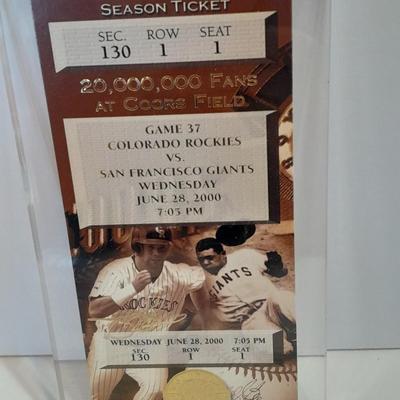 SEASON TICKET
SEC. ROW SEAT
130 1 1
20,000,000 FANS
AT COORS FIELD
GAME 37
COLORADO ROCKIES
VS.
SAN FRANCISCO GIANTS
WEDNESDAY
JUNE 28, 2000
7:05 PM
ROCKIES
GIANTS
WEDNESDAY JUNE 28, 2000 7:05 PM
SEC. ROW SEAT
130 1 1